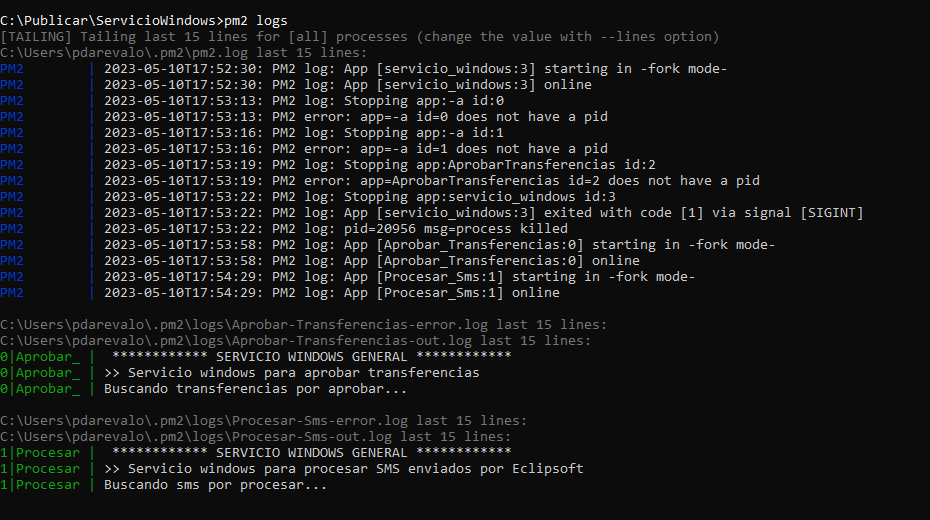 C:\Publicar\ServicioWindows>pm2 logs
[TAILING] Tailing last 15 lines for [all] processes (change the value with --lines option)
C:\Users\pdarevalo\.pm2\pm2.log last 15 lines:
PM2        | 2023-05-10T17:52:30: PM2 log: App [servicio_windows:3] starting in -fork mode-
PM2        | 2023-05-10T17:52:30: PM2 log: App [servicio_windows:3] online
PM2        | 2023-05-10T17:53:13: PM2 log: Stopping app:-a id:0
PM2        | 2023-05-10T17:53:13: PM2 error: app=-a id=0 does not have a pid
PM2        | 2023-05-10T17:53:16: PM2 log: Stopping app:-a id:1
PM2        | 2023-05-10T17:53:16: PM2 error: app=-a id=1 does not have a pid
PM2        | 2023-05-10T17:53:19: PM2 log: Stopping app:AprobarTransferencias id:2
PM2        | 2023-05-10T17:53:19: PM2 error: app=AprobarTransferencias id=2 does not have a pid
PM2        | 2023-05-10T17:53:22: PM2 log: Stopping app:servicio_windows id:3
PM2        | 2023-05-10T17:53:22: PM2 log: App [servicio_windows:3] exited with code [1] via signal [SIGINT]
PM2        | 2023-05-10T17:53:22: PM2 log: pid=20956 msg=process killed
PM2        | 2023-05-10T17:53:58: PM2 log: App [Aprobar_Transferencias:0] starting in -fork mode-
PM2        | 2023-05-10T17:53:58: PM2 log: App [Aprobar_Transferencias:0] online
PM2        | 2023-05-10T17:54:29: PM2 log: App [Procesar_Sms:1] starting in -fork mode-
PM2        | 2023-05-10T17:54:29: PM2 log: App [Procesar_Sms:1] online
C:\Users\pdarevalo\.pm2\logs\Aprobar-Transferencias-error.log last 15 lines:
C:\Users\pdarevalo\.pm2\logs\Aprobar-Transferencias-out.log last 15 lines:
0|Aprobar_ |  ************ SERVICIO WINDOWS GENERAL ************
0|Aprobar_ | >> Servicio windows para aprobar transferencias
0|Aprobar_ | Buscando transferencias por aprobar...
C:\Users\pdarevalo\.pm2\logs\Procesar-Sms-error.log last 15 lines:
C:\Users\pdarevalo\.pm2\logs\Procesar-Sms-out.log last 15 lines:
1|Procesar |  ************ SERVICIO WINDOWS GENERAL ************
1|Procesar | >> Servicio windows para procesar SMS enviados por Eclipsoft
1|Procesar | Buscando sms por procesar...